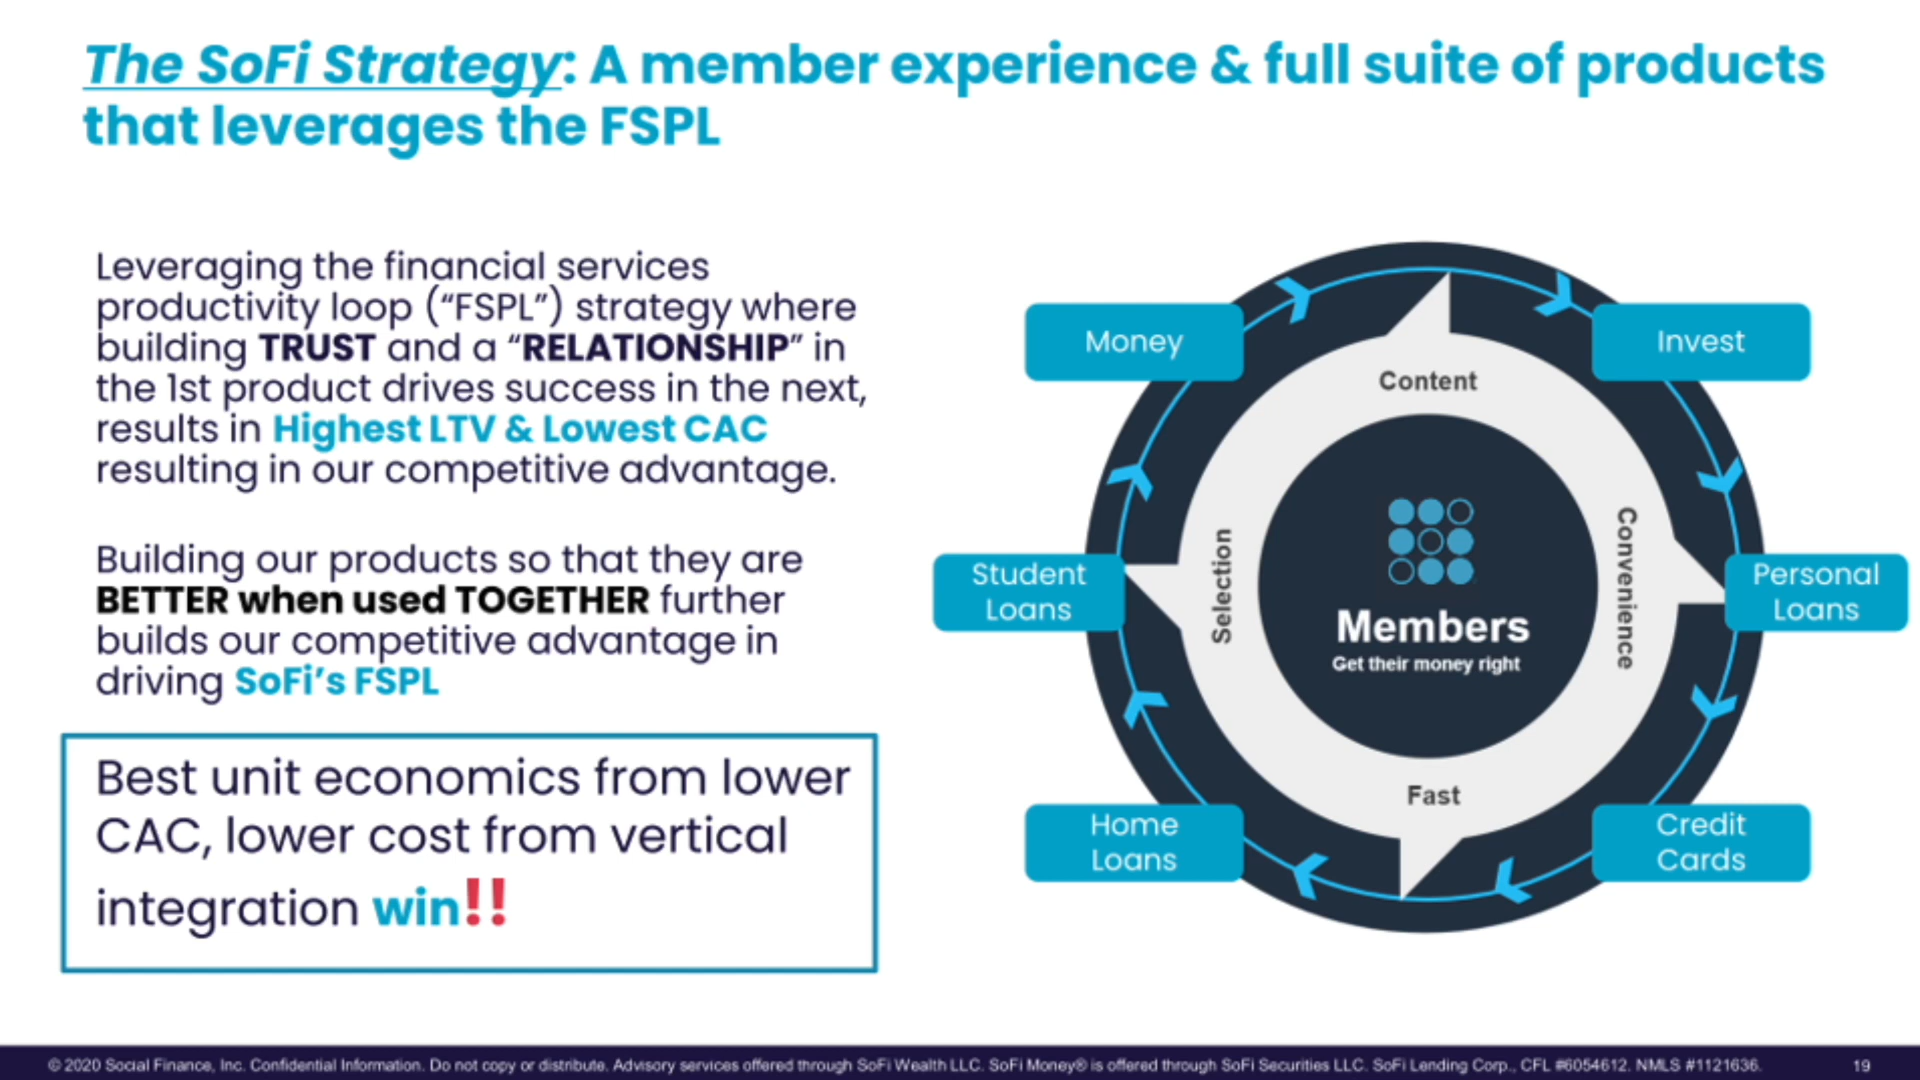 The SoFi Strategy: A member experience & full suite of products
that leverages the FSPL
Leveraging the financial services
productivity loop (“FSPL”) strategy where
building TRUST and a “RELATIONSHIP” in
the 1st product drives success in the next,
results in Highest LTV & Lowest CAC
resulting in our competitive advantage.
Building our products so that they are
BETTER when used TOGETHER further
builds our competitive advantage in
driving SoFi’s FSPL
Best unit economics from lower
CAC, lower cost from vertical
integration win!!
Money
Invest
Content
Student
Loans
Selection
Convenience
Personal
Loans
Members
Get their money right
Fast
Home
Loans
Credit
Cards
© 2020 Social Finance, Inc. Confidential Information. Do not copy or distribute. Advisory services offered through SoFi Wealth LLC. SoFi Money® is offered through SoFi Securities LLC. SoFi Lending Corp., CFL #6054612. NMLS #1121636.
19